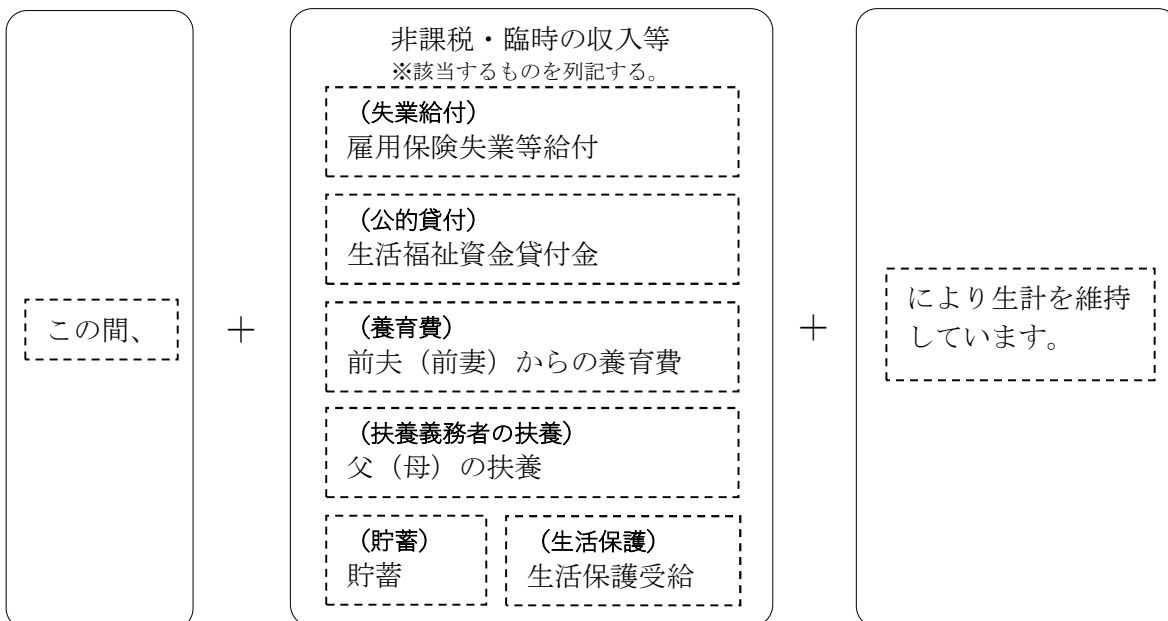 この間、
＋
非課税・臨時の収入等
※該当するものを列記する。
（失業給付）
雇用保険失業等給付
（公的貸付）
生活福祉資金貸付金
（養育費）
前夫（前妻）からの養育費
（扶養義務者の扶養）
父（母）の扶養
（貯蓄）
貯蓄
（生活保護）
生活保護受給
＋
により生計を維持
しています。